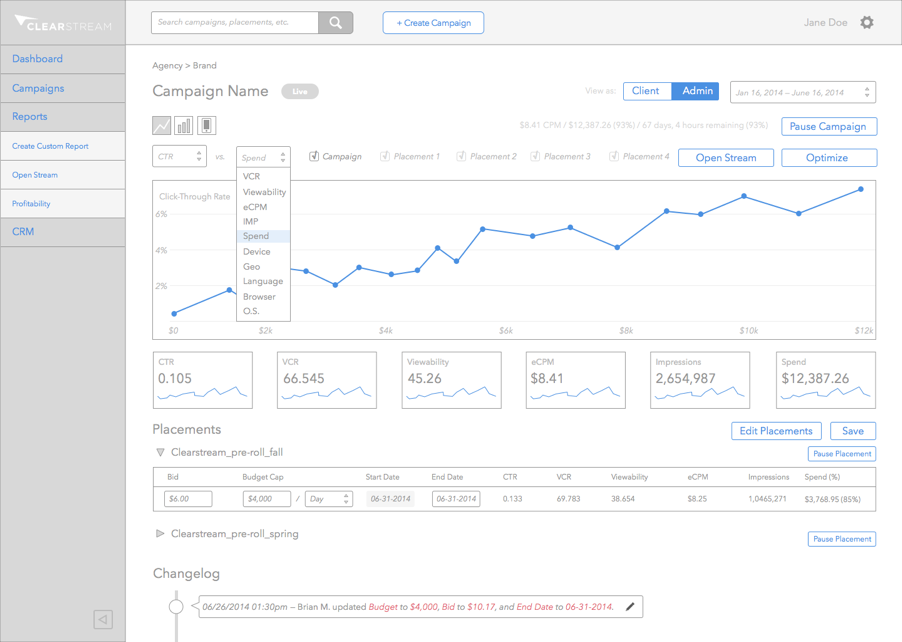 CLEARSTREAM
Search campaigns, placements, etc.
+ Create Campaign
Jane Doe
Dashboard
Campaigns
Reports
Create Custom Report
Open Stream
Profitability
CRM
Agency > Brand
Campaign Name
Live
View as:
Client
Admin
Jan 16, 2014 – June 16, 2014
$8.41 CPM / $12,387.26 (93%) / 67 days, 4 hours remaining (93%)
Pause Campaign
CTR
vs.
Spend
Campaign
Placement 1
Placement 2
Placement 3
Placement 4
Open Stream
Optimize
VCR
Viewability
eCPM
IMP
Spend
Device
Geo
Language
Browser
O.S.
Click-Through Rate
6%
4%
2%
$0
$2k
$4k
$6k
$8k
$10k
$12k
CTR
0.105
VCR
66.545
Viewability
45.26
eCPM
$8.41
Impressions
2,654,987
Spend
$12,387.26
Placements
Edit Placements
Save
Clearstream_pre-roll_fall
Pause Placement
Bid Budget Cap Start Date End Date CTR VCR Viewability eCPM Impressions Spend (%)
$6.00 $4,000 / Day 06-31-2014 06-31-2014 0.133 69.783 38.654 $8.25 1,0465,271 $3,768.95 (85%)
Clearstream_pre-roll_spring
Pause Placement
Changelog
06/26/2014 01:30pm – Brian M. updated Budget to $4,000, Bid to $10.17, and End Date to 06-31-2014.